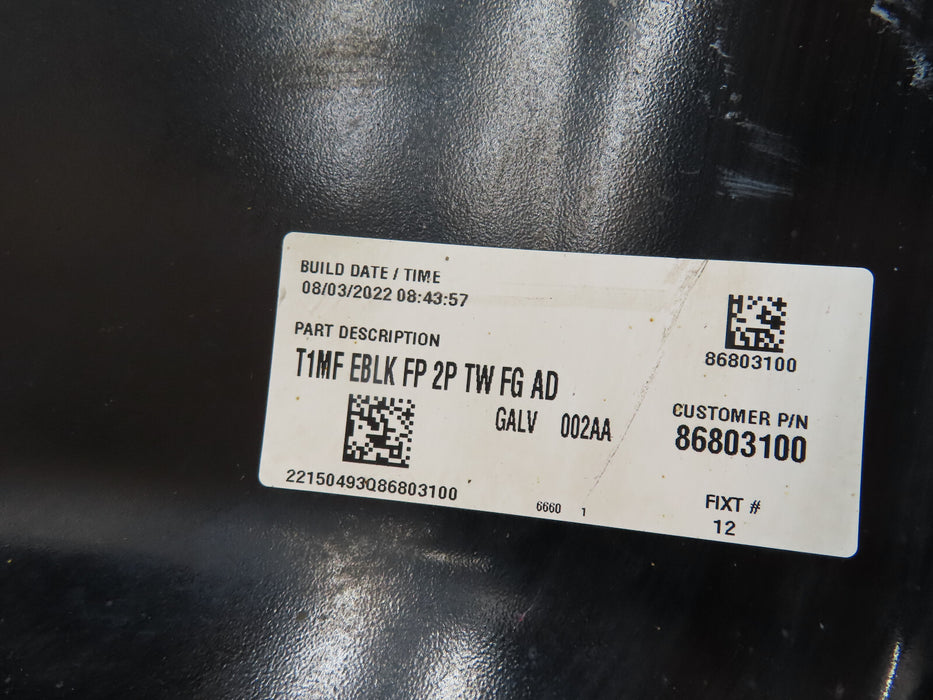 BUILD DATE / TIME
08/03/2022 08:43:57
PART DESCRIPTION
T1MF EBLK FP 2P TW FG AD
GALV 002AA
22150493Q86803100
6660 1
86803100
CUSTOMER P/N
86803100
FIXT #
12